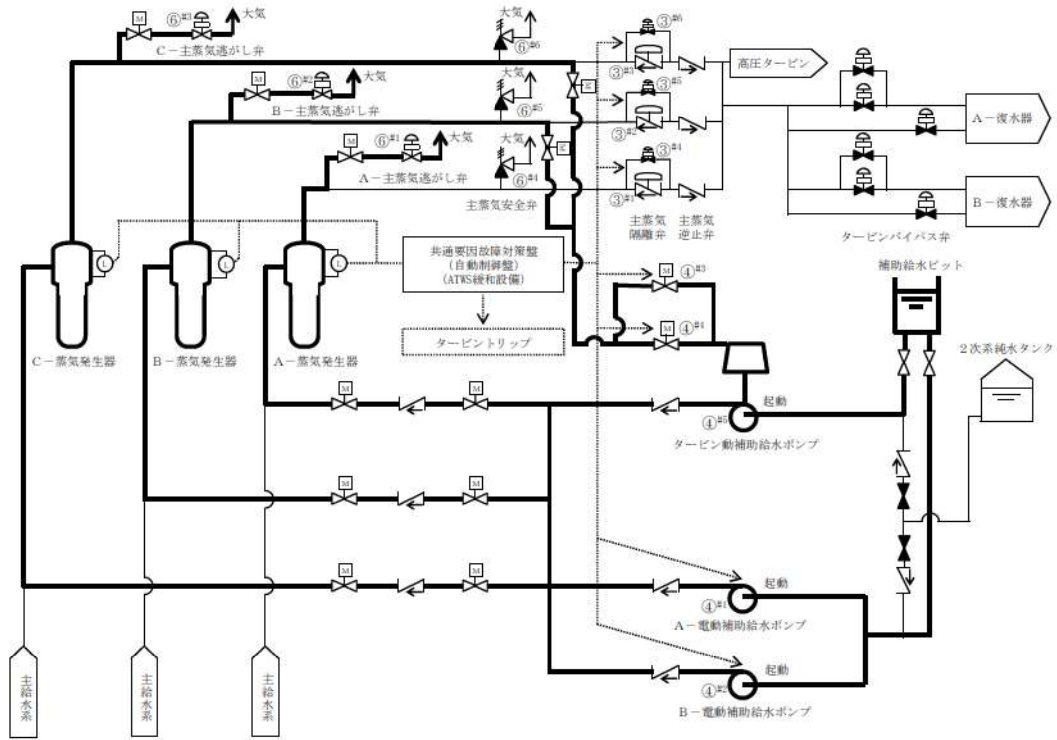 大気
M
⑥#3
C－主蒸気逃がし弁
大気
⑥#6
③#6
③#3
高圧タービン
大気
M
⑥#2
B－主蒸気逃がし弁
大気
⑥#5
③#5
③#2
M
A－復水器
大気
M
⑥#1
A－主蒸気逃がし弁
大気
⑥#4
主蒸気安全弁
M
③#4
③#1
主蒸気
隔離弁
主蒸気
逆止弁
B－復水器
タービンバイパス弁
L
L
L
共通要因故障対策盤
(自動制御盤)
(ATWS緩和設備)
タービントリップ
M
④#3
M
④#4
補助給水ピット
2次系純水タンク
C－蒸気発生器
B－蒸気発生器
A－蒸気発生器
M
M
起動
④#5
タービン動補助給水ポンプ
M
M
M
M
起動
④#1
A－電動補助給水ポンプ
起動
④#2
B－電動補助給水ポンプ
主給水系
主給水系
主給水系